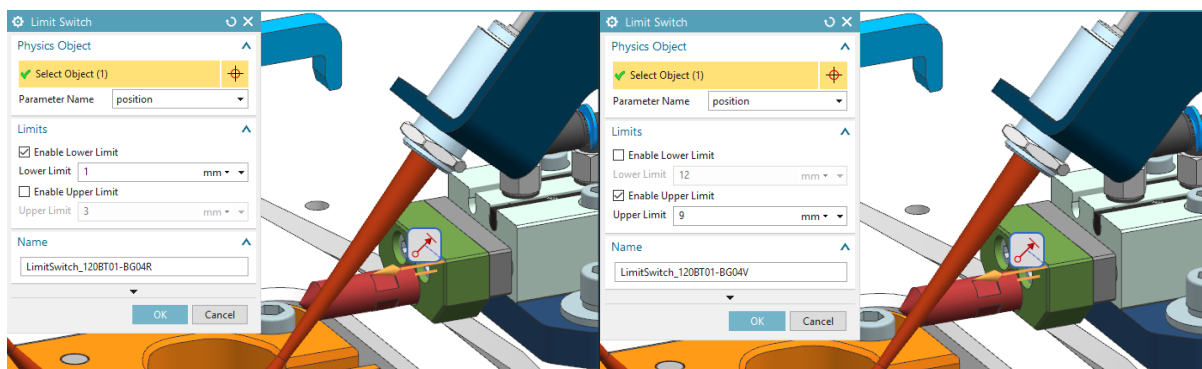 Limit Switch
Physics Object
Select Object (1)
Parameter Name position
Limits
Enable Lower Limit
Lower Limit 1 mm
Enable Upper Limit
Upper Limit 3 mm
Name
LimitSwitch_120BT01-BG04R
OK Cancel
Limit Switch
Physics Object
Select Object (1)
Parameter Name position
Limits
Enable Lower Limit
Lower Limit 12 mm
Enable Upper Limit
Upper Limit 9 mm
Name
LimitSwitch_120BT01-BG04V
OK Cancel